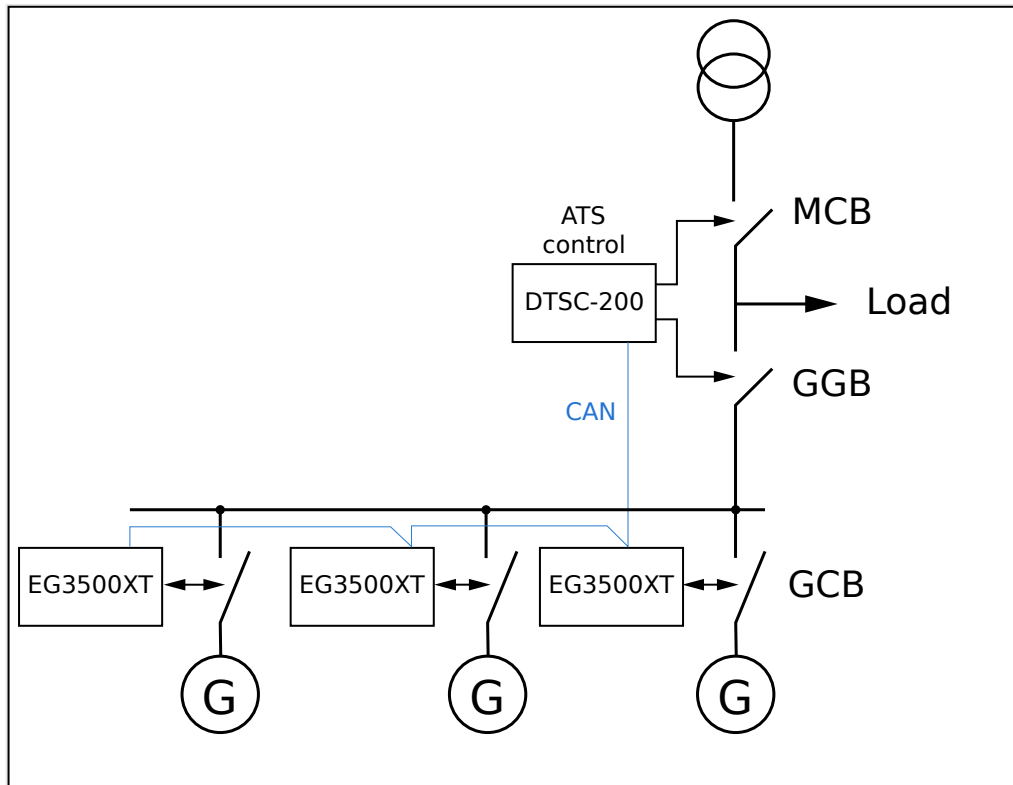 MCB
ATS
control
DTSC-200
Load
GGB
CAN
EG3500XT
EG3500XT
EG3500XT
GCB
G
G
G